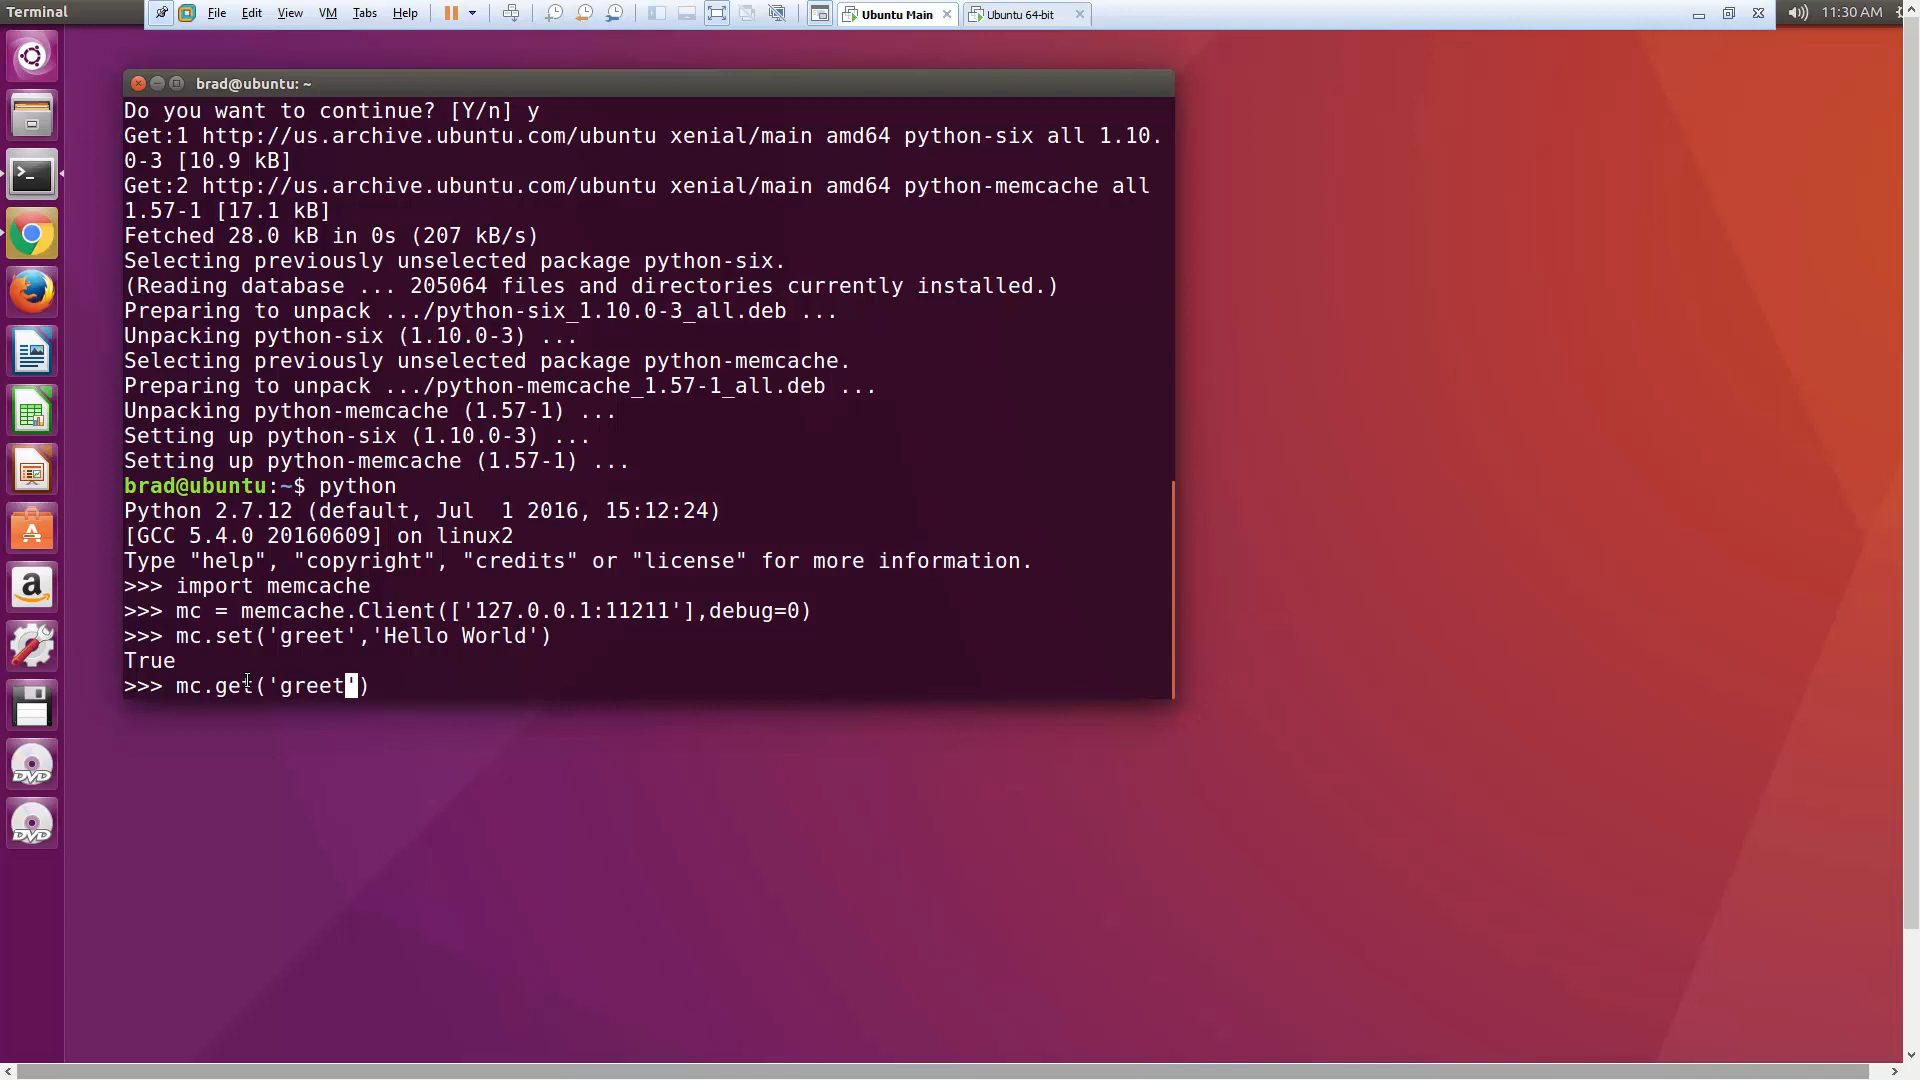 Terminal
File Edit View VM Tabs Help
Ubuntu Main
Ubuntu 64-bit
11:30 AM
brad@ubuntu: ~
Do you want to continue? [Y/n] y
Get:1 http://us.archive.ubuntu.com/ubuntu xenial/main amd64 python-six all 1.10.
0-3 [10.9 kB]
Get:2 http://us.archive.ubuntu.com/ubuntu xenial/main amd64 python-memcache all
1.57-1 [17.1 kB]
Fetched 28.0 kB in 0s (207 kB/s)
Selecting previously unselected package python-six.
(Reading database ... 205064 files and directories currently installed.)
Preparing to unpack .../python-six_1.10.0-3_all.deb ...
Unpacking python-six (1.10.0-3) ...
Selecting previously unselected package python-memcache.
Preparing to unpack .../python-memcache_1.57-1_all.deb ...
Unpacking python-memcache (1.57-1) ...
Setting up python-six (1.10.0-3) ...
Setting up python-memcache (1.57-1) ...
brad@ubuntu:~$ python
Python 2.7.12 (default, Jul  1 2016, 15:12:24)
[GCC 5.4.0 20160609] on linux2
Type "help", "copyright", "credits" or "license" for more information.
>>> import memcache
>>> mc = memcache.Client(['127.0.0.1:11211'],debug=0)
>>> mc.set('greet','Hello World')
True
>>> mc.get('greet')
a
DVD
DVD